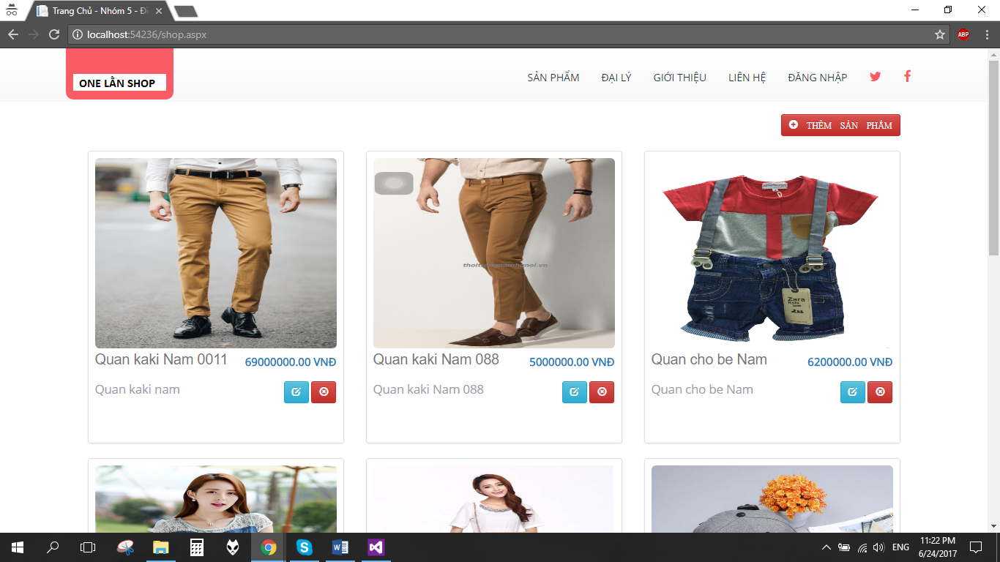 Trang Chủ - Nhóm 5 - Đi
localhost:54236/shop.aspx
ABP
ONE LẰN SHOP
SẢN PHẨM ĐẠI LÝ GIỚI THIỆU LIÊN HỆ ĐĂNG NHẬP
THÊM SẢN PHẨM
thoitrangnamhanoi.vn
Zara
Kids
Quan kaki Nam 0011 69000000.00 VNĐ
Quan kaki nam
Quan kaki Nam 088 5000000.00 VNĐ
Quan kaki Nam 088
Quan cho be Nam 6200000.00 VNĐ
Quan cho be Nam
ENG
11:22 PM
6/24/2017